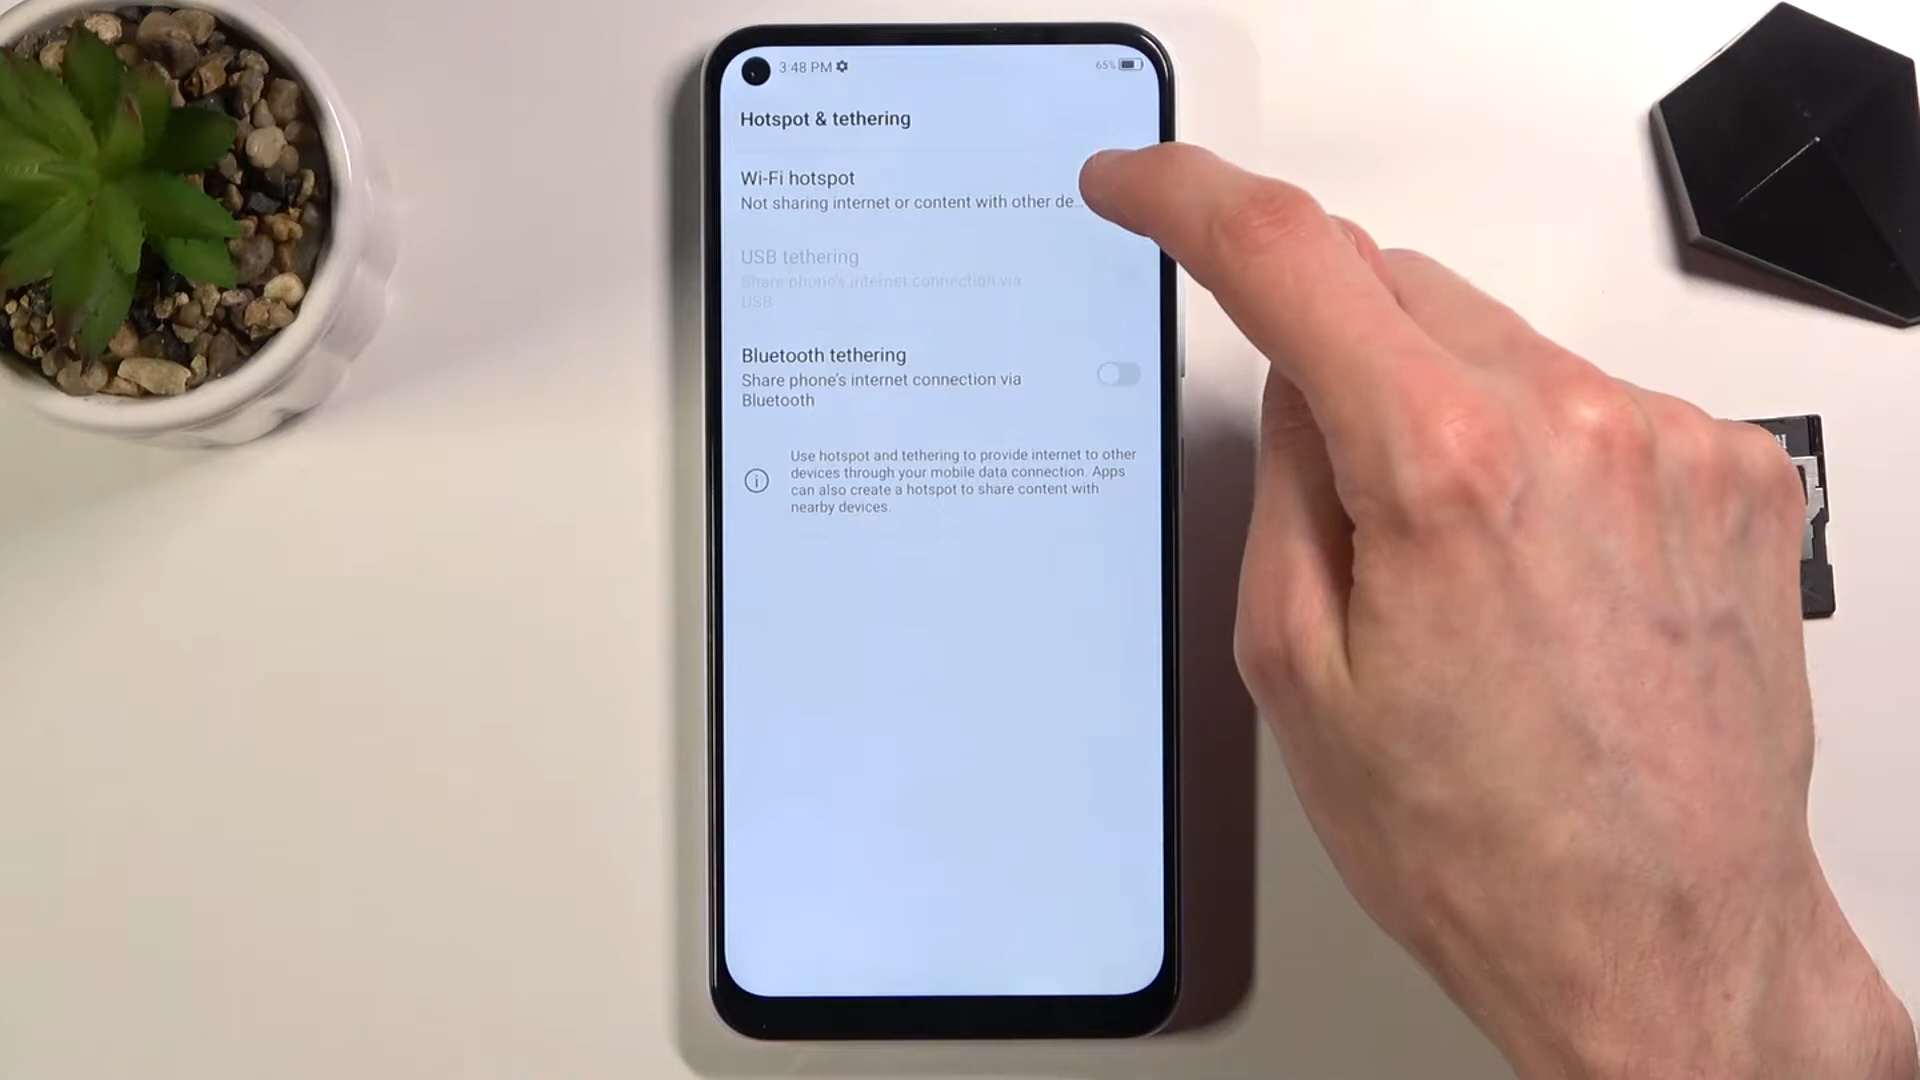 3:48 PM
65%
Hotspot & tethering
Wi-Fi hotspot
Not sharing internet or content with other de...
USB tethering
Share phone's internet connection via
USB
Bluetooth tethering
Share phone's internet connection via
Bluetooth
Use hotspot and tethering to provide internet to other
devices through your mobile data connection. Apps
can also create a hotspot to share content with
nearby devices.